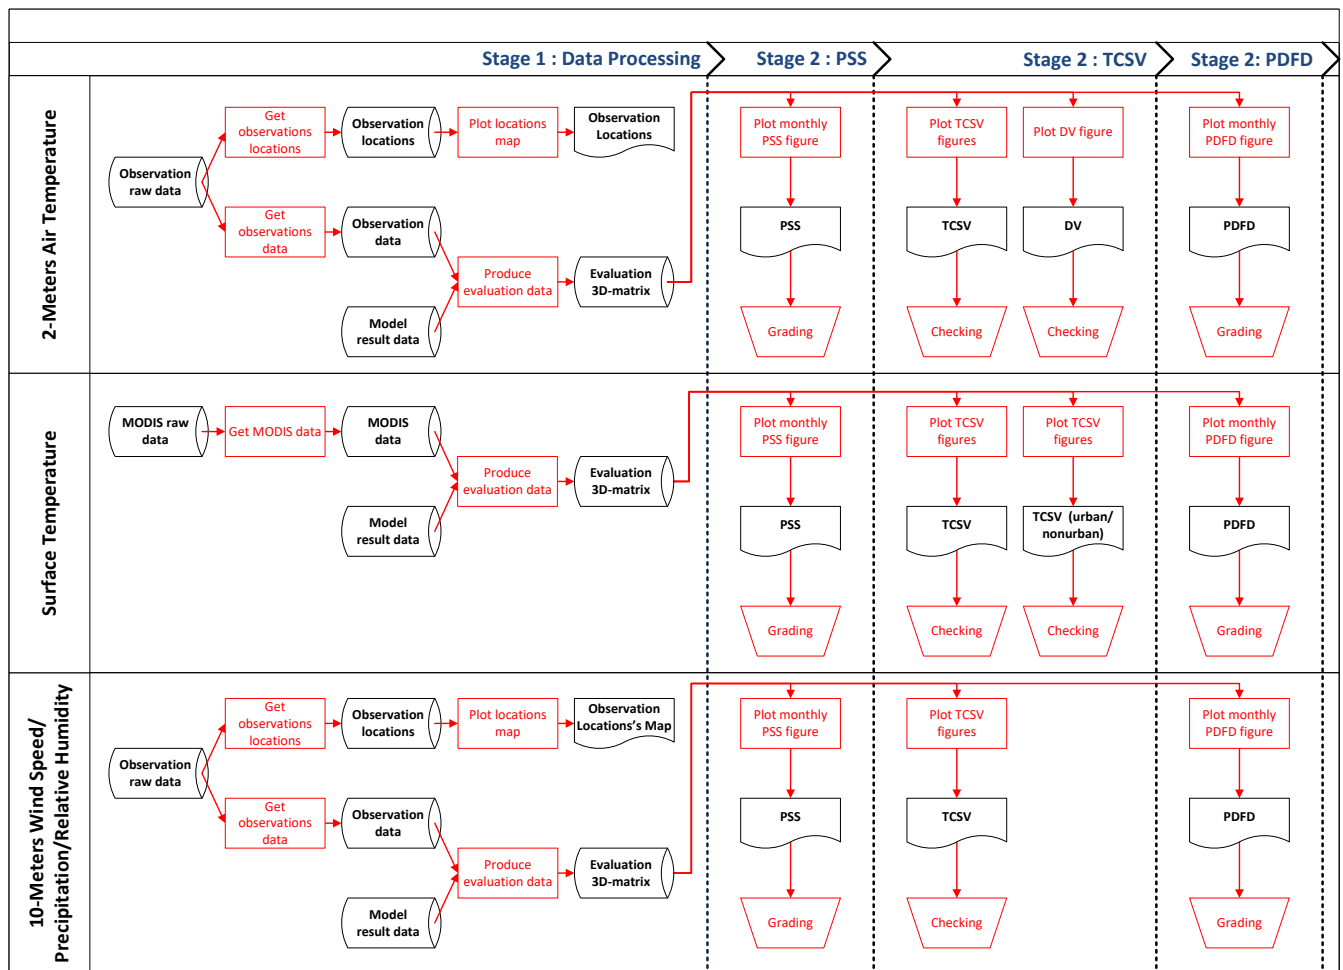 Stage 1 : Data Processing
Stage 2 : PSS
Stage 2 : TCSV
Stage 2: PDFD
2-Meters Air Temperature
Observation
raw data
Get
observations
locations
Observation
locations
Plot locations
map
Observation
Locations
Get
observations
data
Observation
data
Model
result data
Produce
evaluation data
Evaluation
3D-matrix
Plot monthly
PSS figure
PSS
Grading
Plot TCSV
figures
TCSV
Checking
Plot DV figure
DV
Checking
Plot monthly
PDFD figure
PDFD
Grading
Surface Temperature
MODIS raw
data
Get MODIS data
MODIS
data
Model
result data
Produce
evaluation data
Evaluation
3D-matrix
Plot monthly
PSS figure
PSS
Grading
Plot TCSV
figures
TCSV
Checking
Plot TCSV
figures
TCSV (urban/
nonurban)
Checking
Plot monthly
PDFD figure
PDFD
Grading
10-Meters Wind Speed/
Precipitation/Relative Humidity
Observation
raw data
Get
observations
locations
Observation
locations
Plot locations
map
Observation
Locations's Map
Get
observations
data
Observation
data
Model
result data
Produce
evaluation data
Evaluation
3D-matrix
Plot monthly
PSS figure
PSS
Grading
Plot TCSV
figures
TCSV
Checking
Plot monthly
PDFD figure
PDFD
Grading